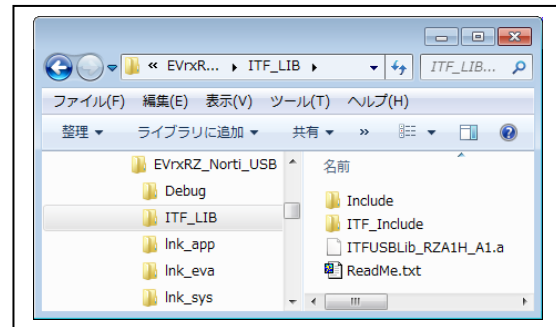 « EVrxR... ▸ ITF_LIB ▸
ITF_LIB...
ファイル(F) 編集(E) 表示(V) ツール(T) ヘルプ(H)
整理 ▼ ライブラリに追加 ▼ 共有 ▼ »
EVrxRZ_Norti_USB
Debug
ITF_LIB
lnk_app
lnk_eva
lnk_sys
名前
Include
ITF_Include
ITFUSBLib_RZA1H_A1.a
ReadMe.txt